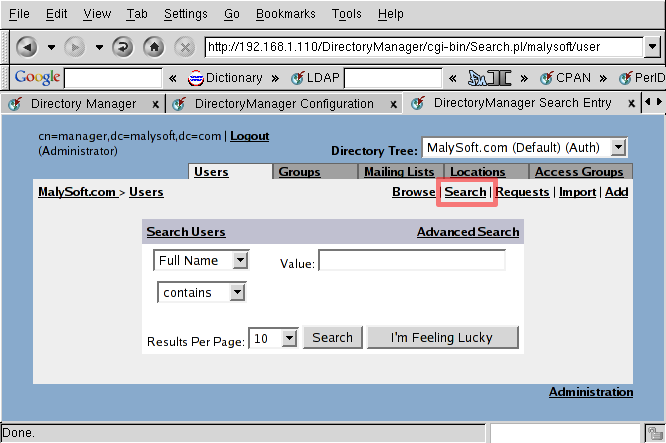 File Edit View Tab Settings Go Bookmarks Tools Window Help
http://192.168.1.110/DirectoryManager/cgi-bin/Search.pl/malysoft/user
Google « Dictionary » LDAP « CPAN » PerlD
Directory Manager x DirectoryManager Configuration x DirectoryManager Search Entry x
cn=manager,dc=malysoft,dc=com | Logout
(Administrator)
Directory Tree: MalySoft.com (Default) (Auth)
Users Groups Mailing Lists Locations Access Groups
MalySoft.com > Users Browse | Search | Requests | Import | Add
Search Users Advanced Search
Full Name Value:
contains
Results Per Page: 10 Search I'm Feeling Lucky
Administration
Done.